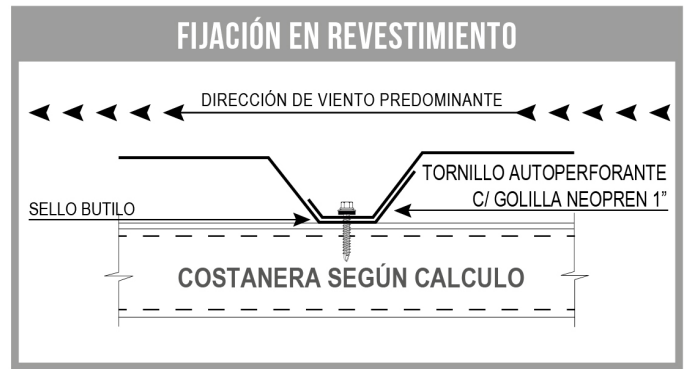 FIJACIÓN EN REVESTIMIENTO
DIRECCIÓN DE VIENTO PREDOMINANTE
TORNILLO AUTOPERFORANTE
C/ GOLILLA NEOPREN 1"
SELLO BUTILO
COSTANERA SEGÚN CALCULO